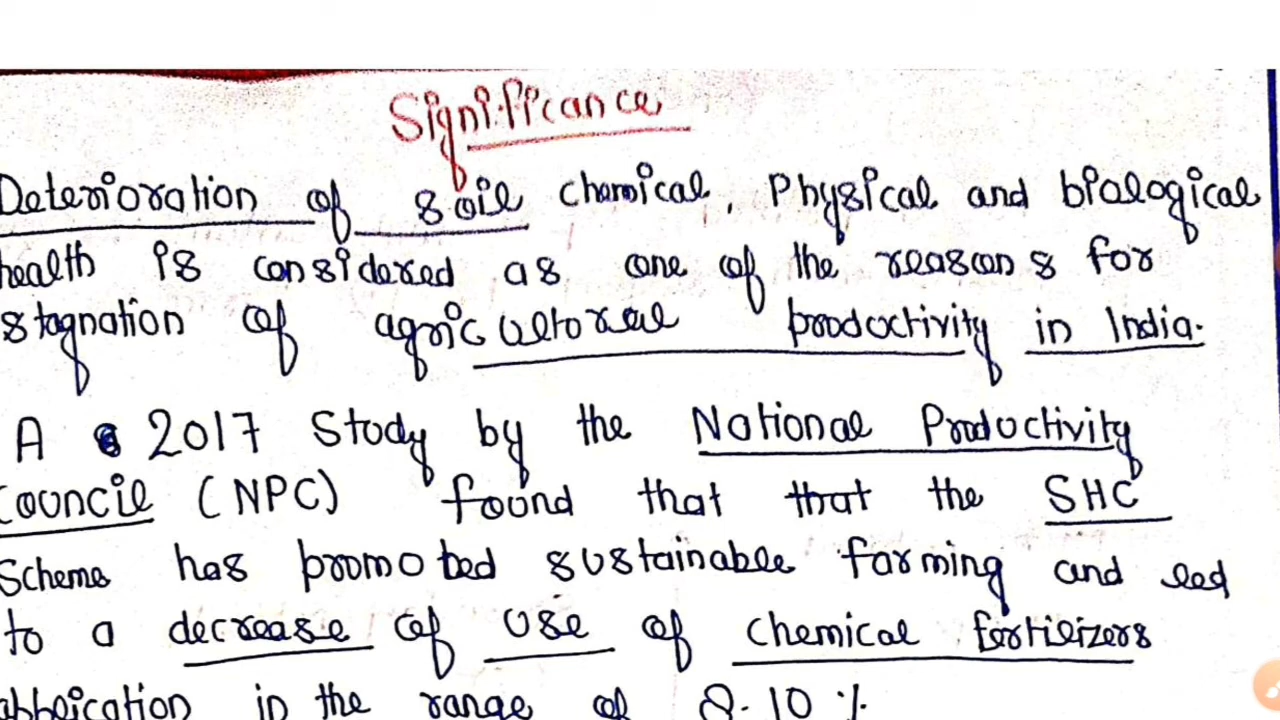 Significance
Deterioration of soil chemical, Physical and biological
health is considered as one of the reasons for
stagnation of agricultural productivity in India.
A 2017 Study by the National Productivity
Council (NPC) found that that the SHC
Scheme has promoted sustainable farming and led
to a decrease of use of chemical fertilizers
application in the range of 8-10 %.